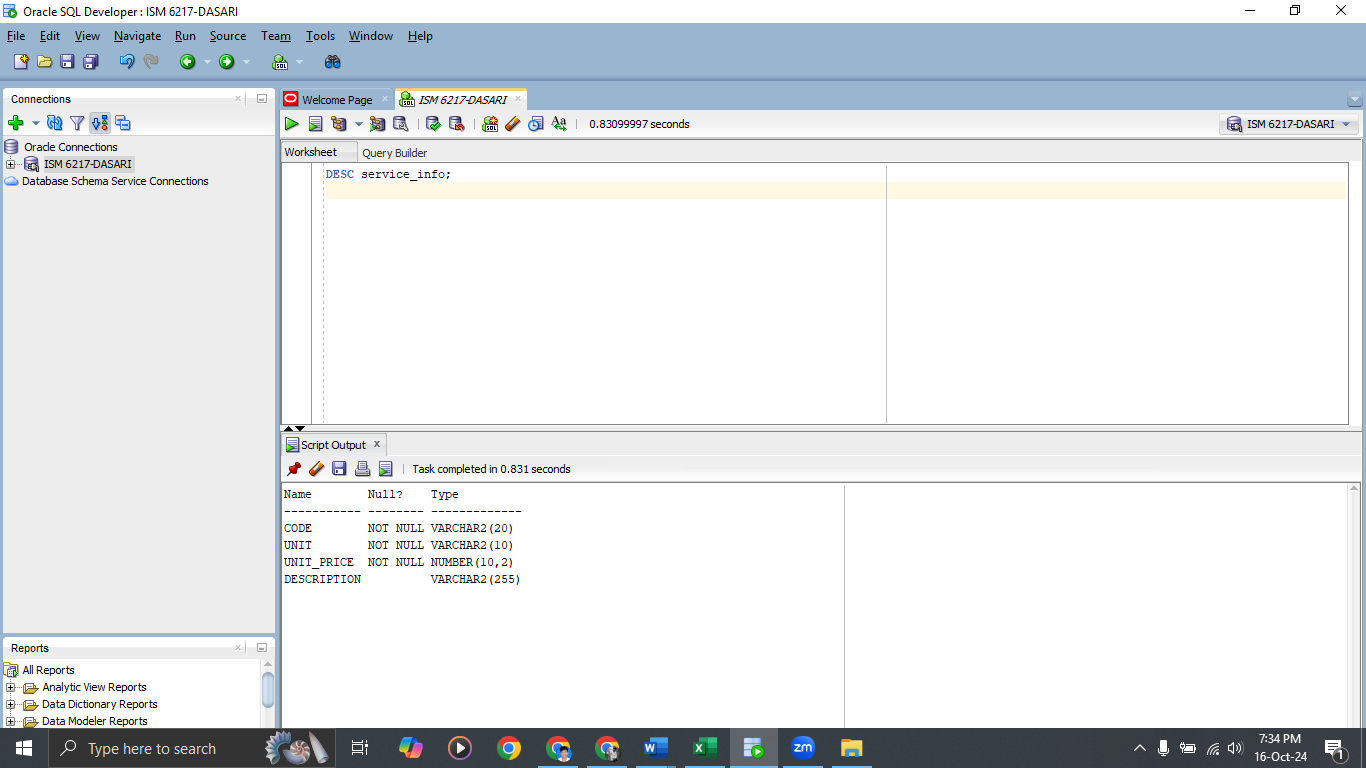 Oracle SQL Developer : ISM 6217-DASARI
File Edit View Navigate Run Source Team Tools Window Help
Connections
Oracle Connections
ISM 6217-DASARI
Database Schema Service Connections
Welcome Page
ISM 6217-DASARI
0.83099997 seconds
ISM 6217-DASARI
Worksheet Query Builder
DESC service_info;
Script Output
Task completed in 0.831 seconds
Name        Null?    Type
----------- -------- -------------
CODE        NOT NULL VARCHAR2(20)
UNIT        NOT NULL VARCHAR2(10)
UNIT_PRICE  NOT NULL NUMBER(10,2)
DESCRIPTION          VARCHAR2(255)
Reports
All Reports
Analytic View Reports
Data Dictionary Reports
Data Modeler Reports
Type here to search
zm
7:34 PM
16-Oct-24
1